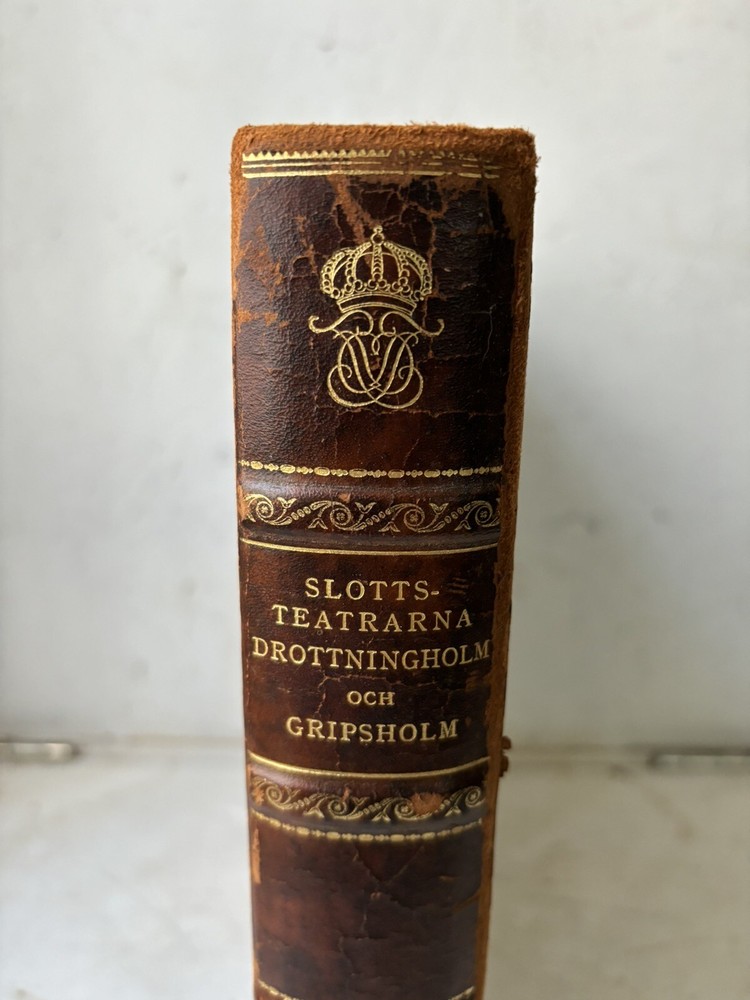 SLOTTS-
TEATRARNA
DROTTNINGHOLM
OCH
GRIPSHOLM